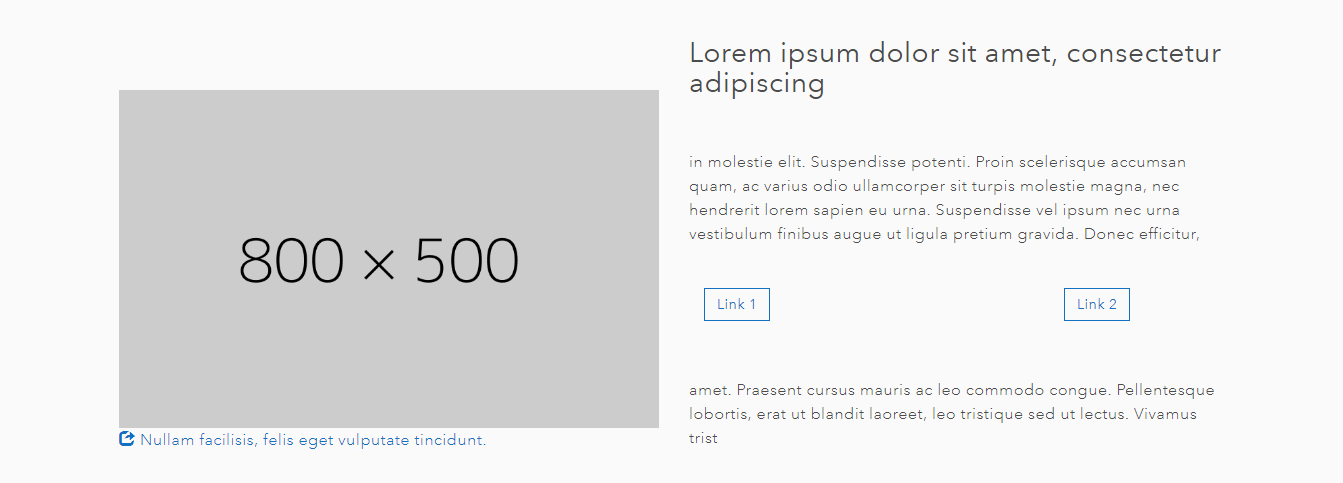 800 × 500
Nullam facilisis, felis eget vulputate tincidunt.
Lorem ipsum dolor sit amet, consectetur
adipiscing
in molestie elit. Suspendisse potenti. Proin scelerisque accumsan
quam, ac varius odio ullamcorper sit turpis molestie magna, nec
hendrerit lorem sapien eu urna. Suspendisse vel ipsum nec urna
vestibulum finibus augue ut ligula pretium gravida. Donec efficitur,
Link 1
Link 2
amet. Praesent cursus mauris ac leo commodo congue. Pellentesque
lobortis, erat ut blandit laoreet, leo tristique sed ut lectus. Vivamus
trist